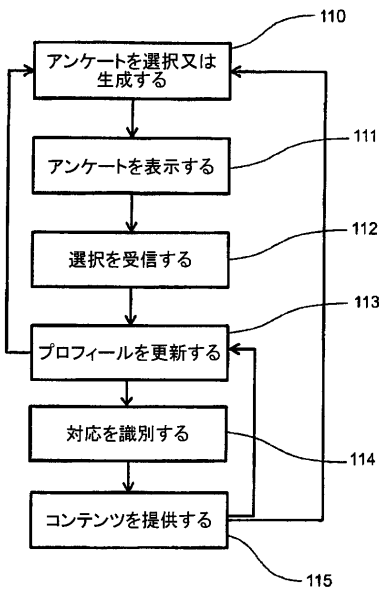 110
アンケートを選択又は
生成する
111
アンケートを表示する
112
選択を受信する
113
プロフィールを更新する
対応を識別する
114
コンテンツを提供する
115